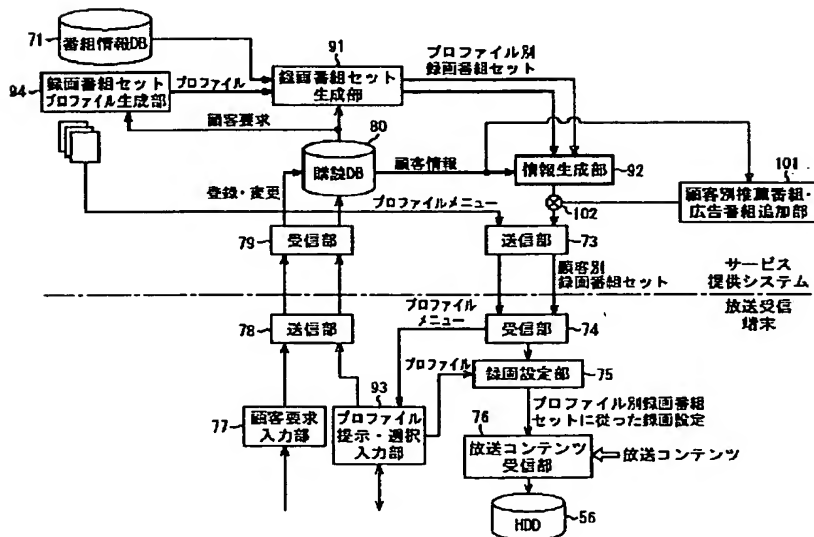 71
番組情報DB
94
録画番組セット
プロファイル生成部
プロファイル
91
録画番組セット
生成部
プロファイル別
録画番組セット
顧客要求
80
購読DB
顧客情報
情報生成部
92
101
顧客別推薦番組・
広告番組追加部
102
登録・変更
プロファイルメニュー
79
受信部
送信部
73
顧客別
録画番組セット
サービス
提供システム
放送受信
端末
78
送信部
プロファイル
メニュー
受信部
74
プロファイル
録画設定部
75
77
顧客要求
入力部
93
プロファイル
提示・選択
入力部
プロファイル別録画番組
セットに従った録画設定
76
放送コンテンツ
受信部
放送コンテンツ
HDD
56